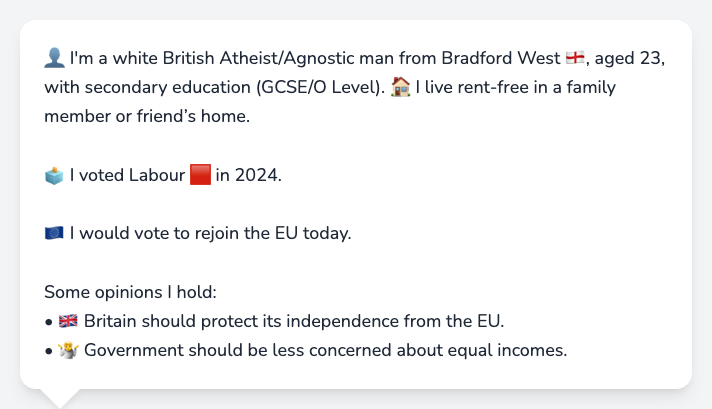 👤 I'm a white British Atheist/Agnostic man from Bradford West 🏴󠁧󠁢󠁥󠁮󠁧󠁿, aged 23,
with secondary education (GCSE/O Level). 🏠 I live rent-free in a family
member or friend’s home.
🗳️ I voted Labour 🟥 in 2024.
🇪🇺 I would vote to rejoin the EU today.
Some opinions I hold:
• 🇬🇧 Britain should protect its independence from the EU.
• 🤷 Government should be less concerned about equal incomes.